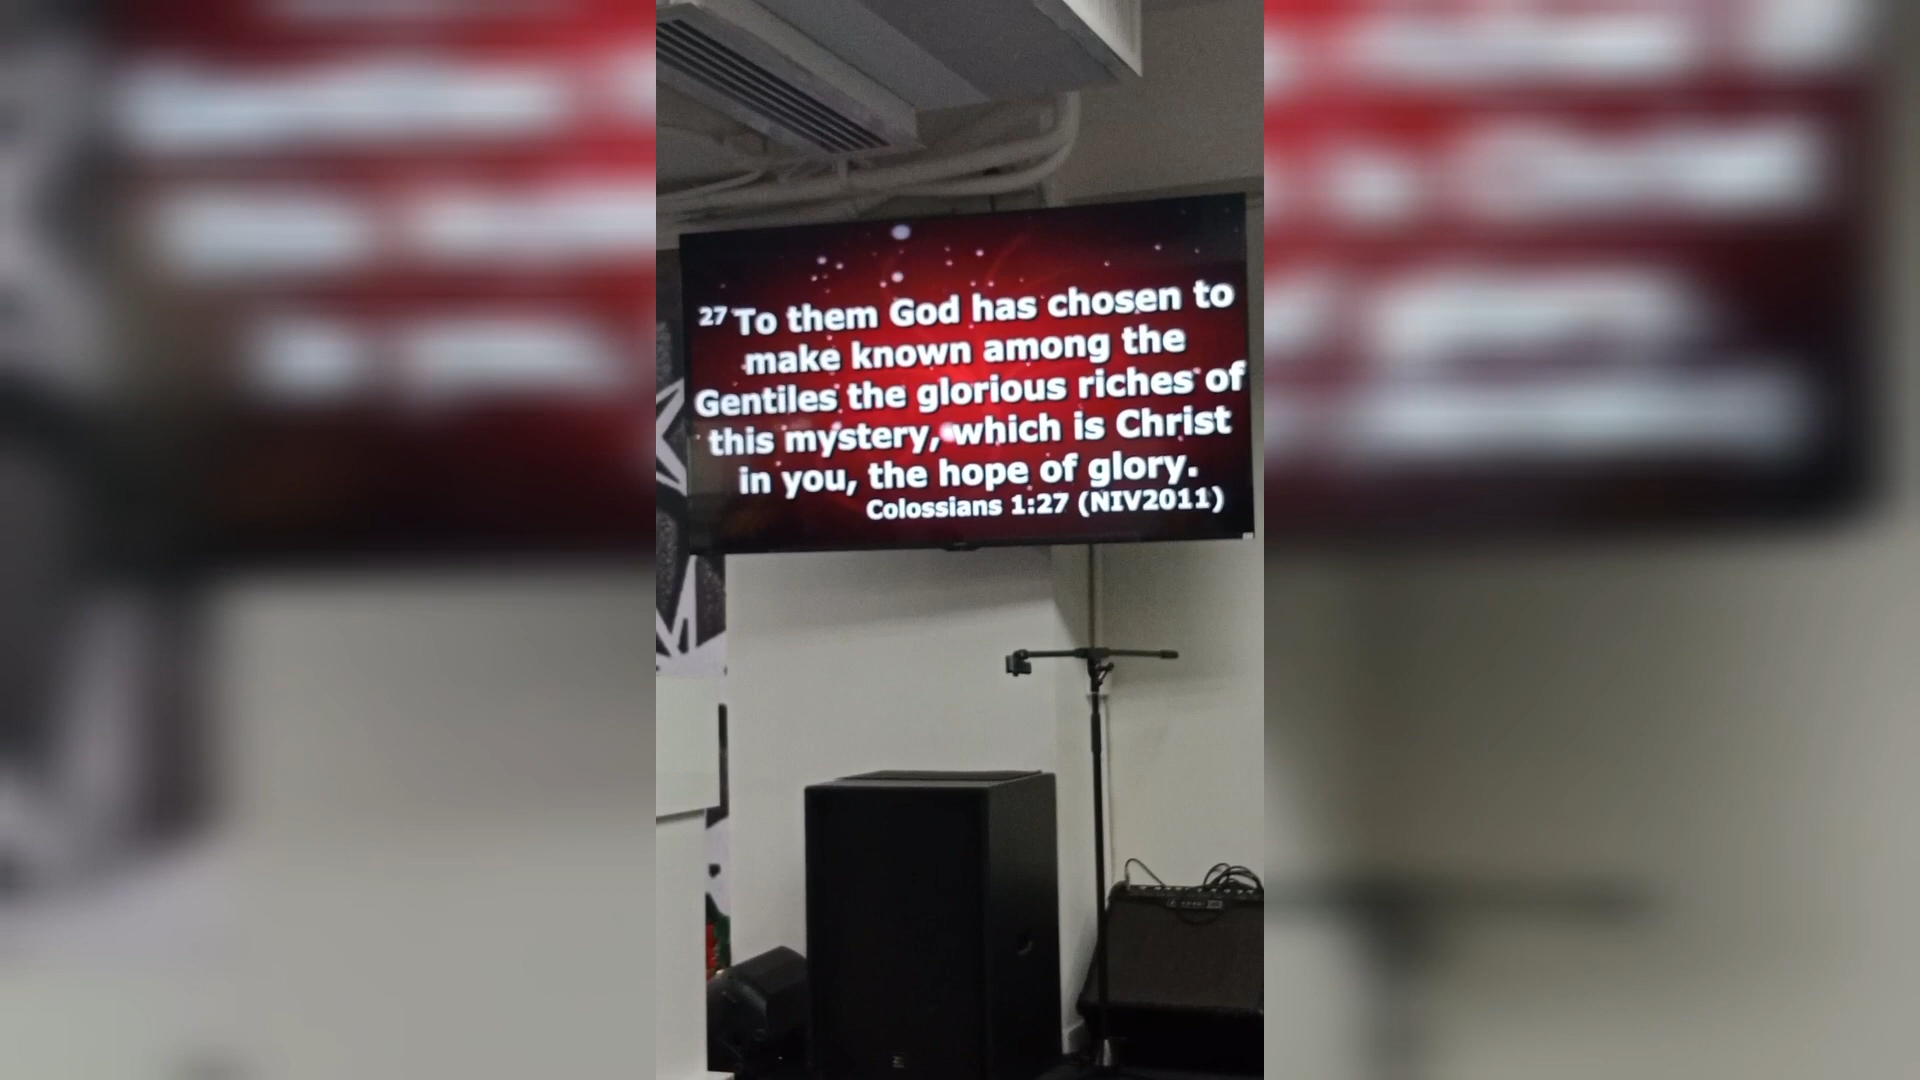 27 To them God has chosen to
make known among the
Gentiles the glorious riches of
this mystery, which is Christ
in you, the hope of glory.
Colossians 1:27 (NIV2011)